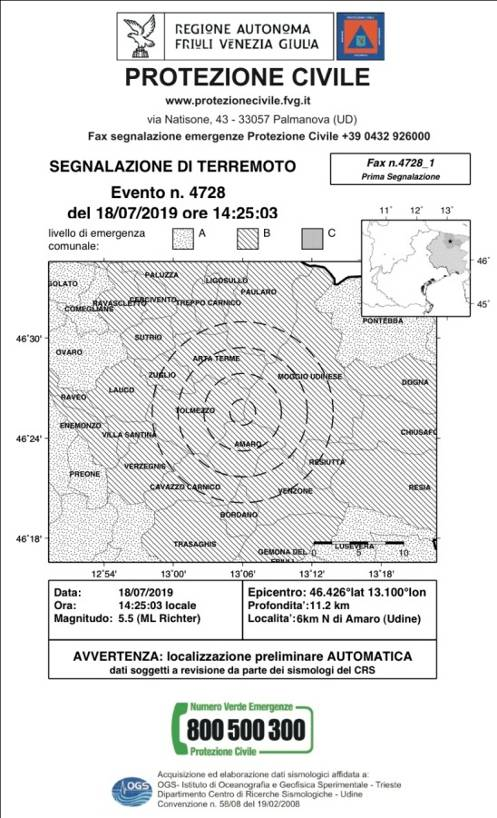 REGIONE AUTONOMA
FRIULI VENEZIA GIULIA
PROTEZIONE CIVILE
www.protezionecivile.fvg.it
via Natisone, 43 - 33057 Palmanova (UD)
Fax segnalazione emergenze Protezione Civile +39 0432 926000
SEGNALAZIONE DI TERREMOTO
Fax n.4728_1
Prima Segnalazione
Evento n. 4728
del 18/07/2019 ore 14:25:03
livello di emergenza
comunale:
A
B
C
11˚ 12˚ 13˚
46˚
45˚
PALUZZA
LIGOSULLO
OLATO
PAULARO
CERCIVENTO
RAVASCLETTO
TREPPO CARNICO
COMEGLIANS
PONTEBBA
46˚30'
SUTRIO
OVARO
ARTA TERME
ZUGLIO
MOGGIO UDINESE
DOGNA
LAUCO
RAVEO
TOLMEZZO
46˚24'
ENEMONZO
VILLA SANTINA
AMARO
CHIUSAF
RESIUTTA
VERZEGNIS
PREONE
CAVAZZO CARNICO
VENZONE
RESIA
BORDANO
46˚18'
TRASAGHIS
GEMONA DEL
FRIULI
LUSEVERA
0 5 10
12˚54' 13˚00' 13˚06' 13˚12' 13˚18'
Data: 18/07/2019
Ora: 14:25:03 locale
Magnitudo: 5.5 (ML Richter)
Epicentro: 46.426°lat 13.100°lon
Profondita':11.2 km
Localita':6km N di Amaro (Udine)
AVVERTENZA: localizzazione preliminare AUTOMATICA
dati soggetti a revisione da parte dei sismologi del CRS
Numero Verde Emergenze
800 500 300
Protezione Civile
OGS
Acquisizione ed elaborazione dati sismologici affidata a:
OGS- Istituto di Oceanografia e Geofisica Sperimentale - Trieste
Dipartimento Centro di Ricerche Sismologiche - Udine
Convenzione n. 58/08 del 19/02/2008